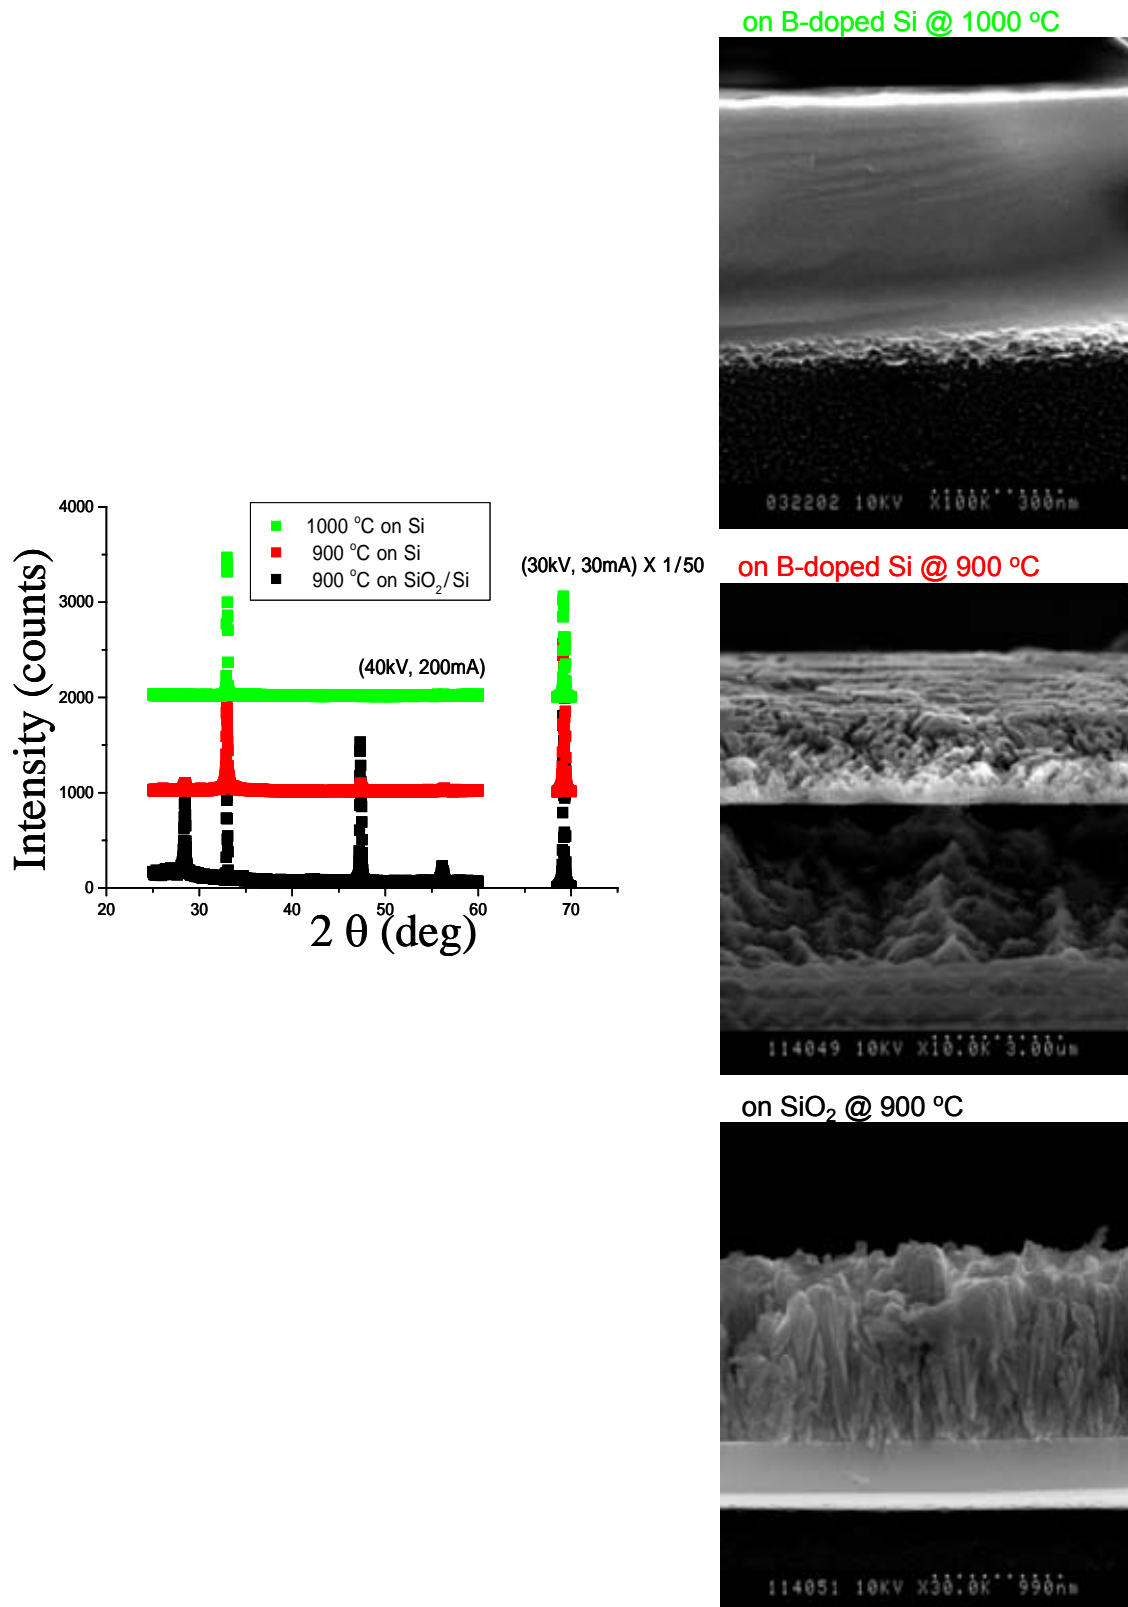 on B-doped Si @ 1000 ºC
032202 10KV X100K 300nm
4000
3000
2000
1000
0
Intensity (counts)
1000 ºC on Si
900 ºC on Si
900 ºC on SiO₂/Si
(30kV, 30mA) X 1/50
(40kV, 200mA)
20 30 40 50 60 70
2 θ (deg)
on B-doped Si @ 900 ºC
114049 10KV X10.0K 3.00um
on SiO₂ @ 900 ºC
114051 10KV X30.0K 990nm